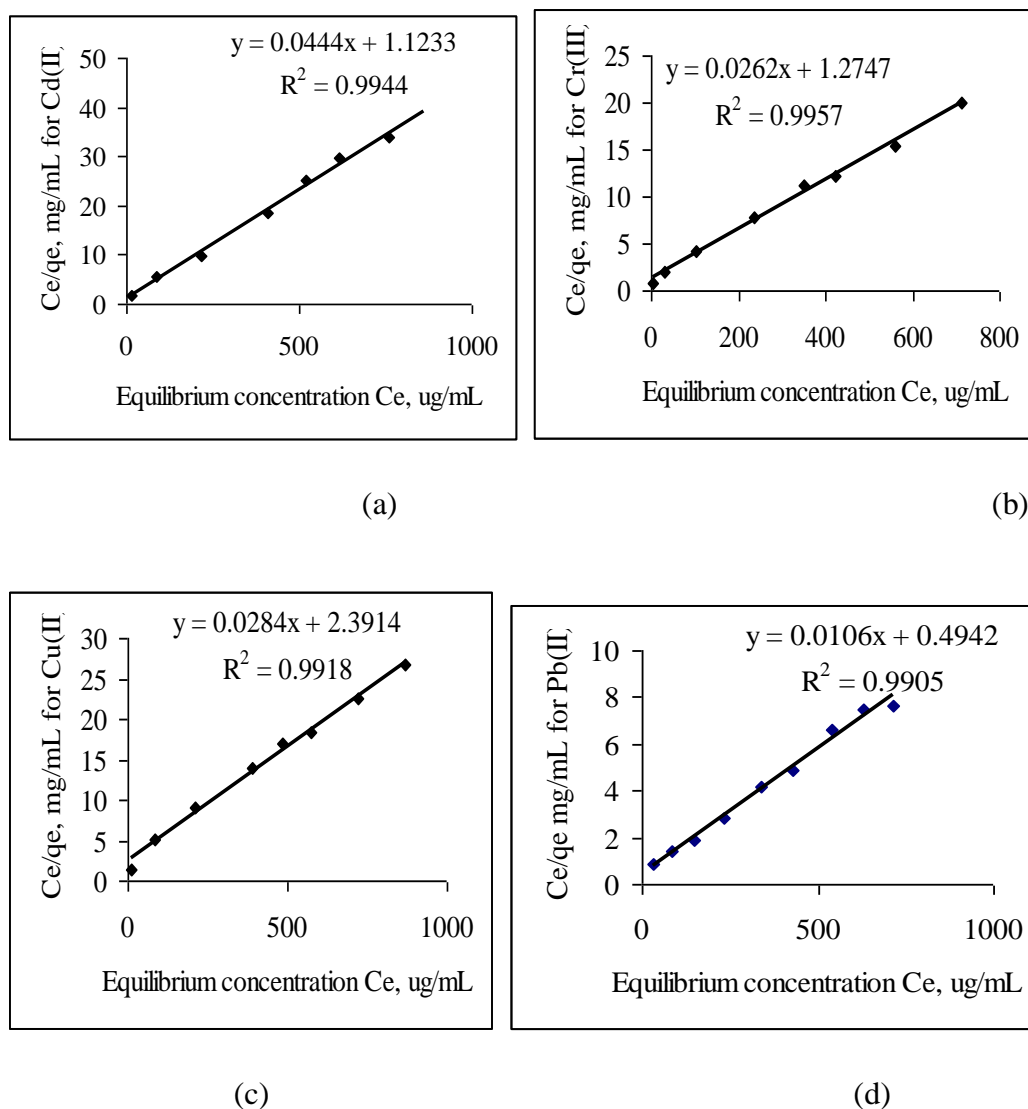 y = 0.0444x + 1.1233
R² = 0.9944
Ce/qe, mg/mL for Cd(II)
50
40
30
20
10
0
0 500 1000
Equilibrium concentration Ce, ug/mL
(a)
y = 0.0262x + 1.2747
R² = 0.9957
Ce/qe, mg/mL for Cr(III)
25
20
15
10
5
0
0 200 400 600 800
Equilibrium concentration Ce, ug/mL
(b)
y = 0.0284x + 2.3914
R² = 0.9918
Ce/qe, mg/mL for Cu(II)
30
25
20
15
10
5
0
0 500 1000
Equilibrium concentration Ce, ug/mL
(c)
y = 0.0106x + 0.4942
R² = 0.9905
Ce/qe mg/mL for Pb(II)
10
8
6
4
2
0
0 500 1000
Equilibrium concentration Ce, ug/mL
(d)